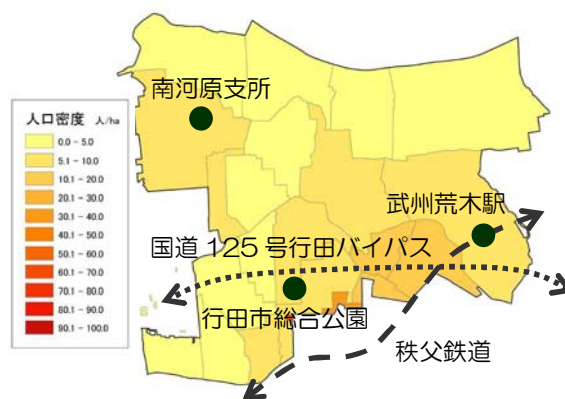 南河原支所
人口密度 人/ha
0.0 - 5.0
5.1 - 10.0
10.1 - 20.0
20.1 - 30.0
30.1 - 40.0
40.1 - 50.0
50.1 - 60.0
60.1 - 70.0
70.1 - 80.0
80.1 - 90.0
90.1 - 100.0
武州荒木駅
国道 125 号行田バイパス
行田市総合公園
秩父鉄道